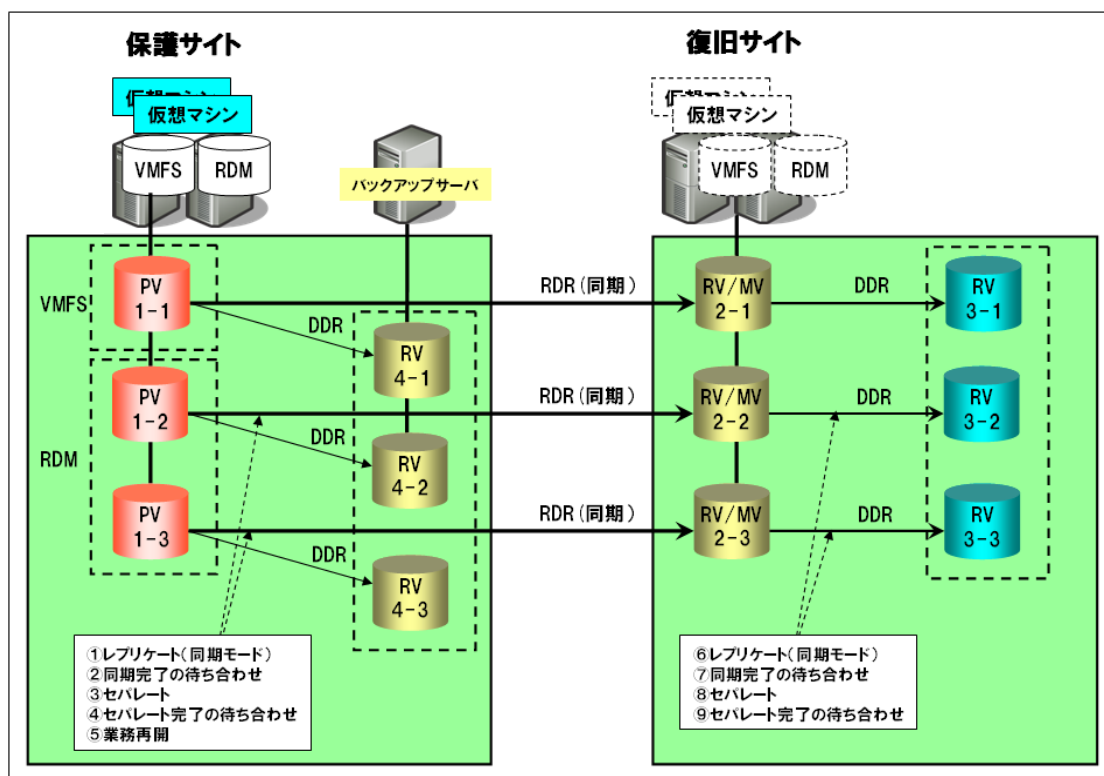 保護サイト
復旧サイト
仮想マシン
仮想マシン
VMFS
RDM
バックアップサーバ
仮想マシン
仮想マシン
VMFS
RDM
VMFS
PV
1-1
RDR(同期)
RV/MV
2-1
DDR
RV
3-1
DDR
RV
4-1
PV
1-2
RDR(同期)
RV/MV
2-2
DDR
RV
3-2
RDM
DDR
RV
4-2
PV
1-3
RDR(同期)
RV/MV
2-3
DDR
RV
3-3
DDR
RV
4-3
①レプリケート(同期モード)
②同期完了の待ち合わせ
③セパレート
④セパレート完了の待ち合わせ
⑤業務再開
⑥レプリケート(同期モード)
⑦同期完了の待ち合わせ
⑧セパレート
⑨セパレート完了の待ち合わせ